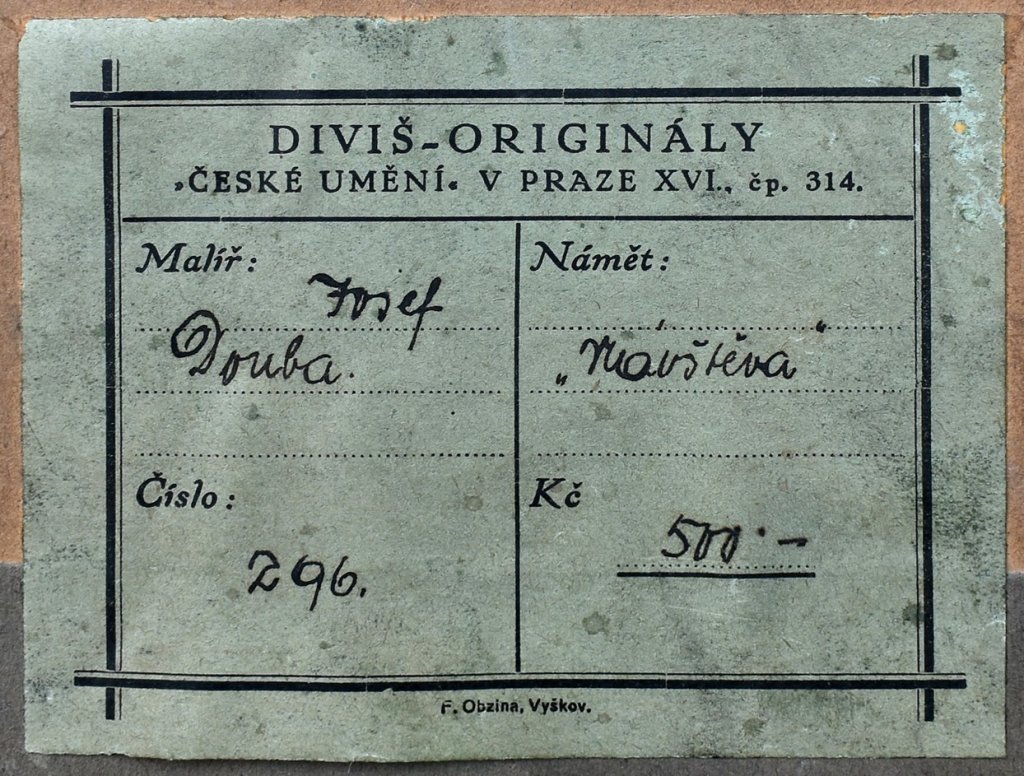 DIVIŠ-ORIGINÁLY
»ČESKÉ UMĚNÍ« V PRAZE XVI., čp. 314.
Malíř:
Josef
Douba.
Námět:
„Návštěva"
Číslo:
296.
Kč
500·–
F. Obzina, Vyškov.